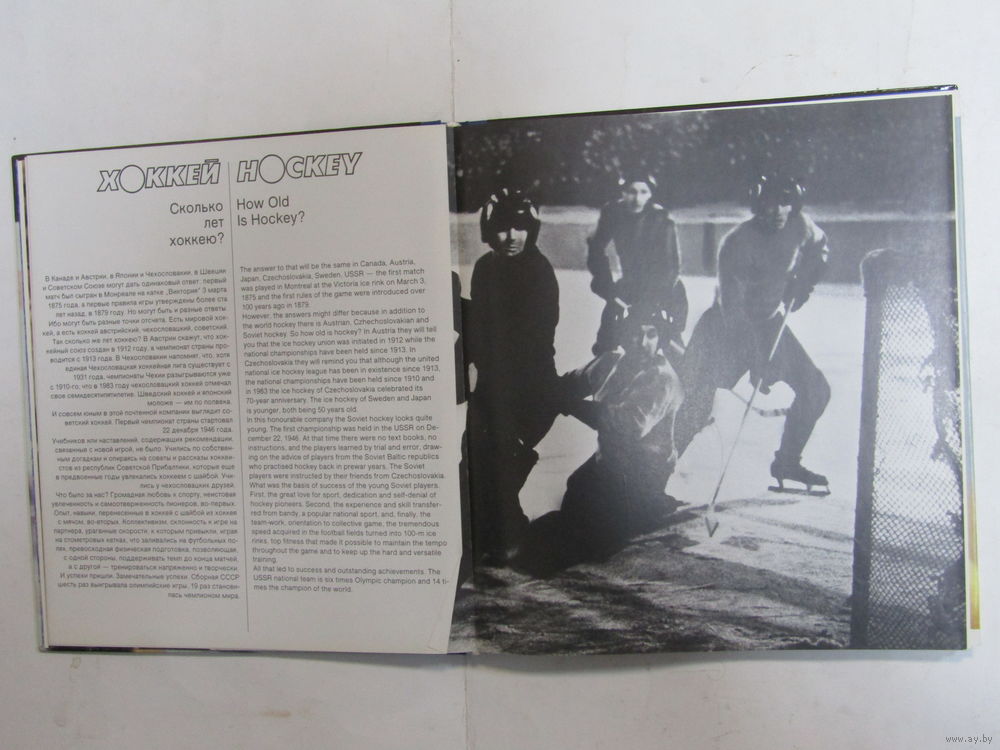 ХОККЕЙ
Сколько
лет
хоккею?
В Канаде и Австрии, в Японии и Чехословакии, в Швеции
и Советском Союзе могут дать одинаковый ответ: первый
матч был сыгран в Монреале на катке „Виктория" 3 марта
1875 года, а первые правила игры утверждены более ста
лет назад, в 1879 году. Но могут быть и разные ответы.
Ибо могут быть разные точки отсчета. Есть мировой хок-
кей, а есть хоккей австрийский, чехословацкий, советский.
Так сколько же лет хоккею? В Австрии скажут, что хок-
кейный союз создан в 1912 году, а чемпионат страны про-
водится с 1913 года. В Чехословакии напомнят, что, хотя
единая Чехословацкая хоккейная лига существует с
1931 года, чемпионаты Чехии разыгрываются уже
с 1910-го, что в 1983 году чехословацкий хоккей отмечал
свое семидесятипятилетие. Шведский хоккей и японский
моложе — им по полвека.
И совсем юным в этой почтенной компании выглядит со-
ветский хоккей. Первый чемпионат страны стартовал
22 декабря 1946 года.
Учебников или наставлений, содержащих рекомендации,
связанные с новой игрой, не было. Учились по собствен-
ным догадкам и опираясь на советы и рассказы хоккеи-
стов из республик Советской Прибалтики, которые еще
в предвоенные годы увлекались хоккеем с шайбой. Учи-
лись у чехословацких друзей.
Что было за нас? Громадная любовь к спорту, неистовая
увлеченность и самоотверженность пионеров, во-первых.
Опыт, навыки, перенесенные в хоккей с шайбой из хоккея
с мячом, во-вторых. Коллективизм, склонность к игре на
партнера, ураганные скорости, к которым привыкли, играя
на стометровых катках, что заливались на футбольных по-
лях, превосходная физическая подготовка, позволяющая,
с одной стороны, поддерживать темп до конца матчей,
а с другой — тренироваться напряженно и творчески.
И успехи пришли. Замечательные успехи. Сборная СССР
шесть раз выигрывала олимпийские игры, 19 раз станови-
лась чемпионом мира.
HOCKEY
How Old
Is Hockey?
The answer to that will be the same in Canada, Austria,
Japan, Czechoslovakia, Sweden, USSR — the first match
was played in Montreal at the Victoria ice rink on March 3,
1875 and the first rules of the game were introduced over
100 years ago in 1879.
However, the answers might differ because in addition to
the world hockey there is Austrian, Czhechoslovakian and
Soviet hockey. So how old is hockey? In Austria they will tell
you that the ice hockey union was instiated in 1912 while the
national championships have been held since 1913. In
Czechoslovakia they will remind you that although the united
national ice hockey league has been in existence since 1913,
the national championships have been held since 1910 and
in 1983 the ice hockey of Czechoslovakia celebrated its
70-year anniversary. The ice hockey of Sweden and Japan
is younger, both being 50 years old.
In this honourable company the Soviet hockey looks quite
young. The first championship was held in the USSR on De-
cember 22, 1946. At that time there were no text books, no
instructions, and the players learned by trial and error, draw-
ing on the advice of players from the Soviet Baltic republics
who practised hockey back in prewar years. The Soviet
players were instructed by their friends from Czechoslovakia.
What was the basis of success of the young Soviet players.
First, the great love for sport, dedication and self-denial of
hockey pioneers. Second, the experience and skill transfer-
red from bandy, a popular national sport, and, finally, the
team-work, orientation to collective game, the tremendous
speed acquired in the football fields turned into 100-m ice
rinks, top fitness that made it possible to maintain the tempo
throughout the game and to keep up the hard and versatile
training.
All that led to success and outstanding achievements. The
USSR national team is six times Olympic champion and 14 ti-
mes the champion of the world.
www.ay.by